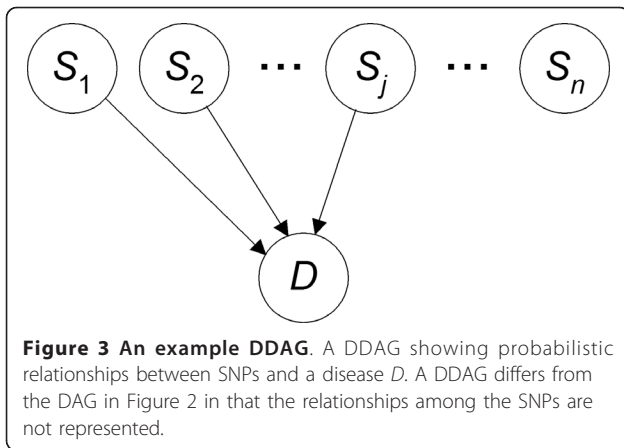 S1 S2 ... Sj ... Sn
D
Figure 3 An example DDAG. A DDAG showing probabilistic
relationships between SNPs and a disease D. A DDAG differs from
the DAG in Figure 2 in that the relationships among the SNPs are
not represented.